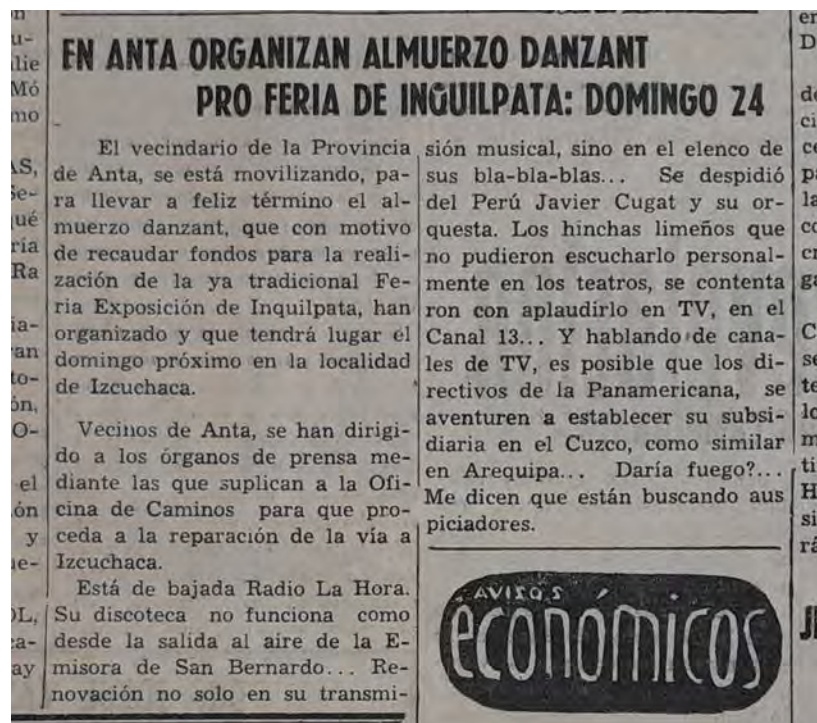 EN ANTA ORGANIZAN ALMUERZO DANZANT
PRO FERIA DE INQUILPATA: DOMINGO 24
El vecindario de la Provincia
de Anta, se está movilizando, pa-
ra llevar a feliz término el al-
muerzo danzant, que con motivo
de recaudar fondos para la reali-
zación de la ya tradicional Fe-
ria Exposición de Inquilpata, han
organizado y que tendrá lugar el
domingo próximo en la localidad
de Izcuchaca.
Vecinos de Anta, se han dirigi-
do a los órganos de prensa me-
diante las que suplican a la Ofi-
cina de Caminos para que pro-
ceda a la reparación de la vía a
Izcuchaca.
Está de bajada Radio La Hora.
Su discoteca no funciona como
desde la salida al aire de la E-
misora de San Bernardo... Re-
novación no solo en su transmi-
sión musical, sino en el elenco de
sus bla-bla-blas... Se despidió
del Perú Javier Cugat y su or-
questa. Los hinchas limeños que
no pudieron escucharlo personal-
mente en los teatros, se contenta
ron con aplaudirlo en TV, en el
Canal 13... Y hablando de cana-
les de TV, es posible que los di-
rectivos de la Panamericana, se
aventuren a establecer su subsi-
diaria en el Cuzco, como similar
en Arequipa... Daría fuego?...
Me dicen que están buscando aus
piciadores.
AVISOS
económicos